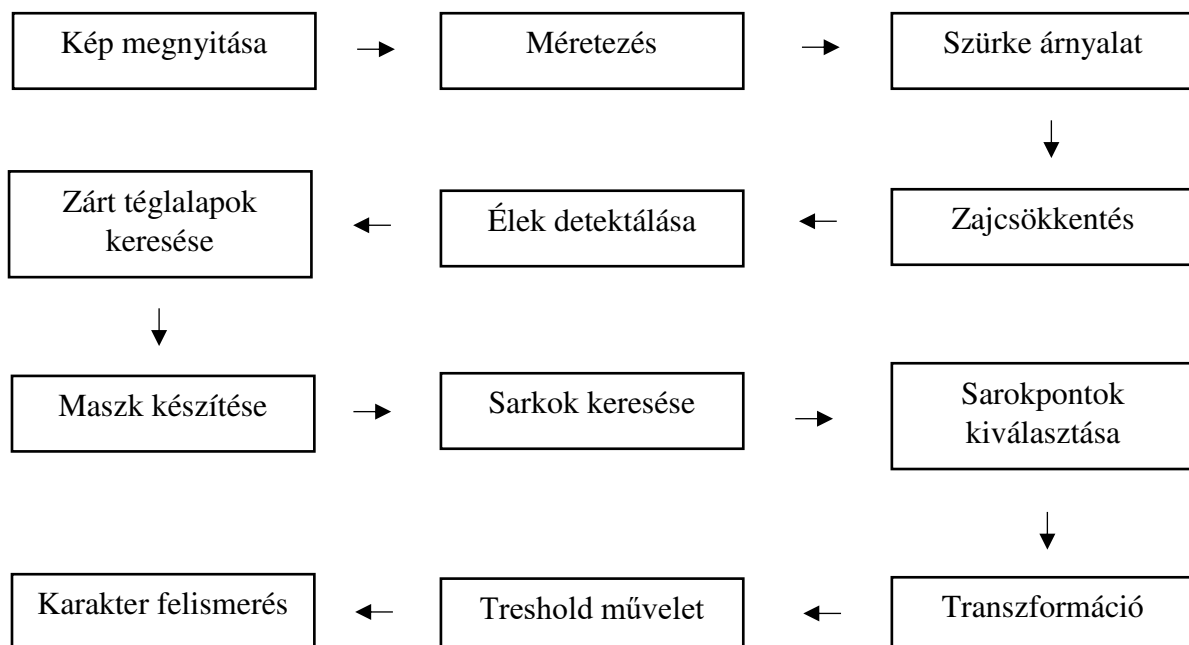 Kép megnyitása
Méretezés
Szürke árnyalat
Zajcsökkentés
Élek detektálása
Zárt téglalapok
keresése
Maszk készítése
Sarkok keresése
Sarokpontok
kiválasztása
Transzformáció
Treshold művelet
Karakter felismerés